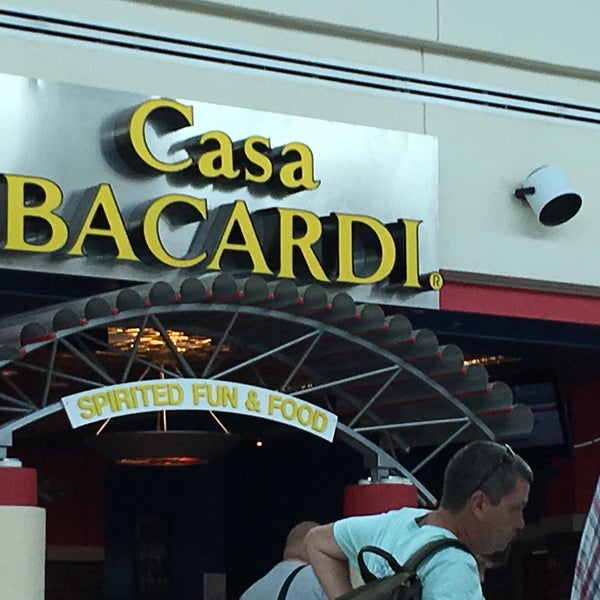 Casa
BACARDI®
SPIRITED FUN & FOOD